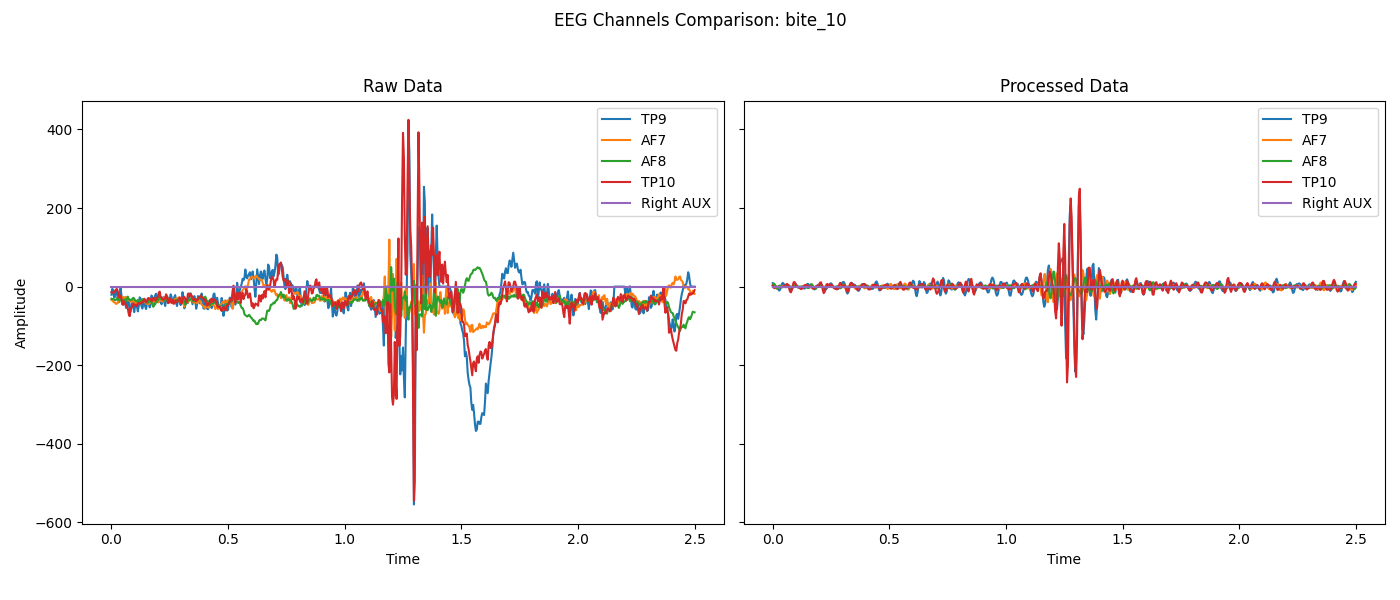 EEG Channels Comparison: bite_10
Raw Data
Processed Data
TP9
AF7
AF8
TP10
Right AUX
TP9
AF7
AF8
TP10
Right AUX
400
200
0
−200
−400
−600
Amplitude
0.0 0.5 1.0 1.5 2.0 2.5
0.0 0.5 1.0 1.5 2.0 2.5
Time
Time